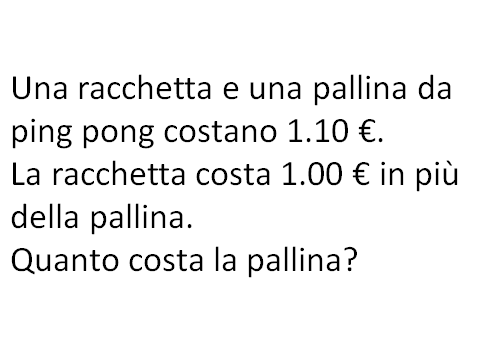 Una racchetta e una pallina da
ping pong costano 1.10 €.
La racchetta costa 1.00 € in più
della pallina.
Quanto costa la pallina?